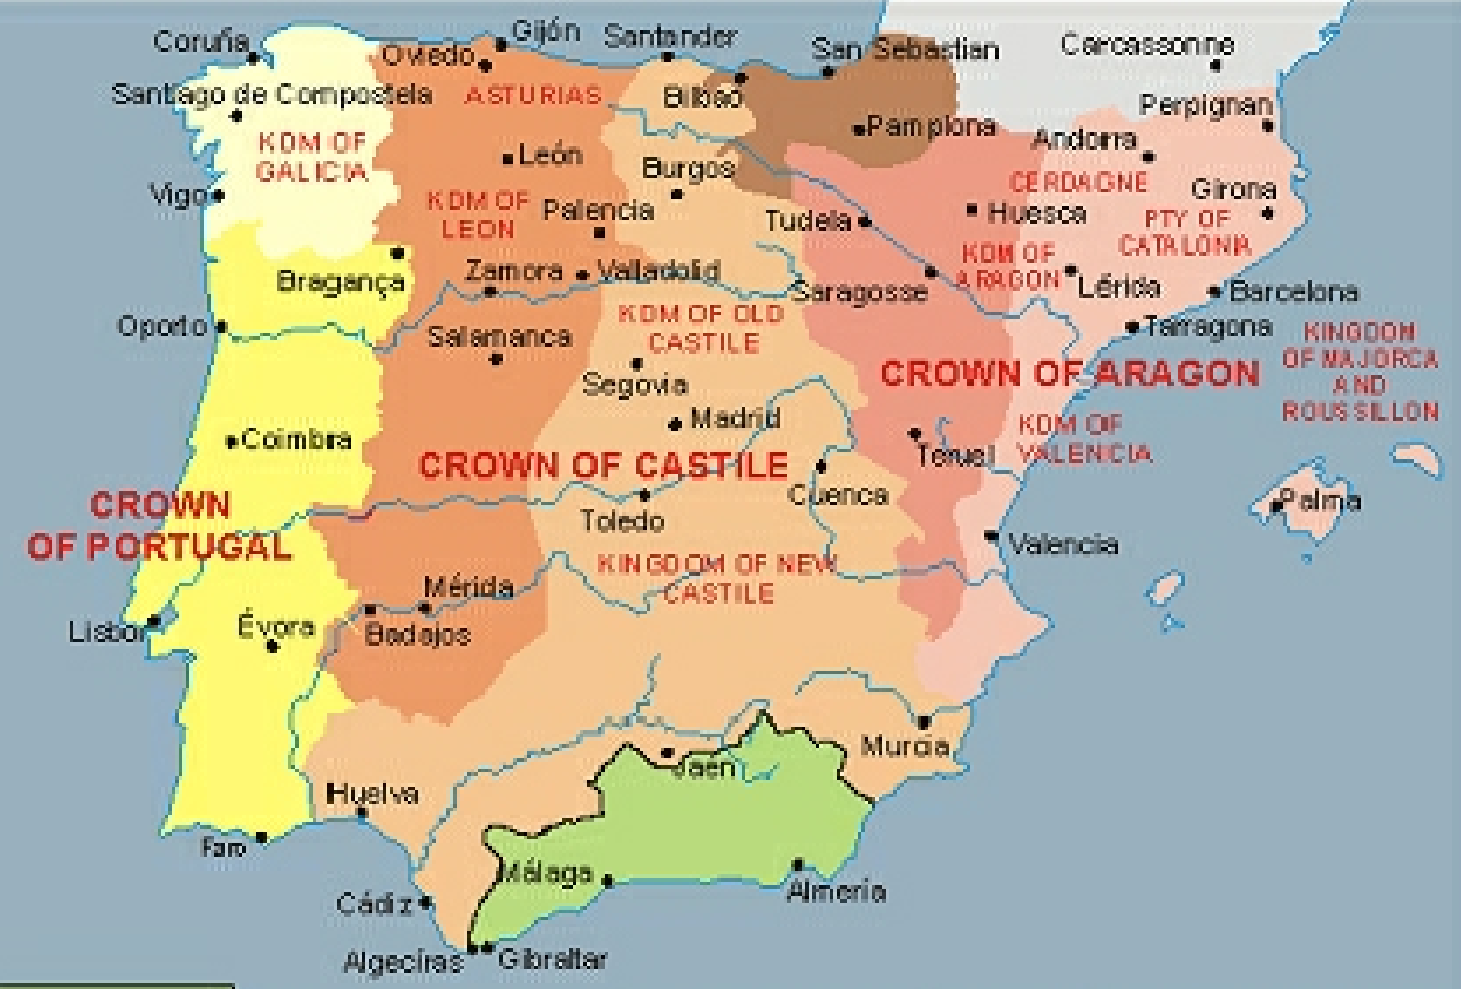 Coruña
Oviedo
Gijón
Santander
San Sebastian
Carcassonne
Santiago de Compostela
ASTURIAS
Bilbao
Perpignan
KDM OF
GALICIA
León
Pamplona
Andorra
Vigo
Burgos
CERDAGNE
Girona
KDM OF
LEON
Palencia
Tudela
Huesca
PTY OF
CATALONIA
Bragança
Zamora
Valladolid
Saragosse
KDM OF
ARAGON
Lérida
Barcelona
Oporto
Salamanca
KDM OF OLD
CASTILE
Tarragona
KINGDOM
OF MAJORCA
AND
ROUSSILLON
Segovia
CROWN OF ARAGON
Coimbra
Madrid
KDM OF
VALENCIA
Teruel
CROWN OF CASTILE
Cuenca
Palma
CROWN
OF PORTUGAL
Toledo
Valencia
KINGDOM OF NEW
CASTILE
Mérida
Lisbon
Évora
Badajos
Murcia
Jaén
Huelva
Faro
Málaga
Almeria
Cádiz
Algeciras
Gibraltar